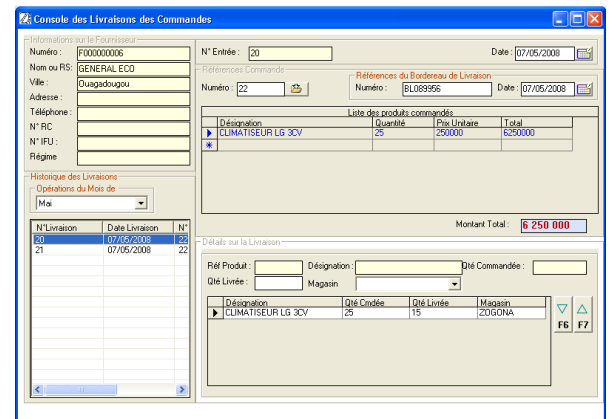 Console des Livraisons des Commandes
Informations sur le Fournisseur
Numéro : F000000006
Nom ou RS: GENERAL ECO
Ville : Ouagadougou
Adresse :
Téléphone :
N° RC
N° IFU :
Régime
Historique des Livraisons
Opérations du Mois de
Mai
N°Livraison Date Livraison N°
20 07/05/2008 22
21 07/05/2008 22
N° Entrée : 20 Date : 07/05/2008
Références Commande
Numéro : 22
Références du Bordereau de Livraison
Numéro : BL089956 Date : 07/05/2008
Liste des produits commandés
Désignation Quantité Prix Unitaire Total
CLIMATISEUR LG 3CV 25 250000 6250000
Montant Total : 6 250 000
Détails sur la Livraison
Réf Produit : Désignation : Qté Commandée :
Qté Livrée : Magasin
Désignation Qté Cmdée Qté Livrée Magasin
CLIMATISEUR LG 3CV 25 15 ZOGONA
F6 F7